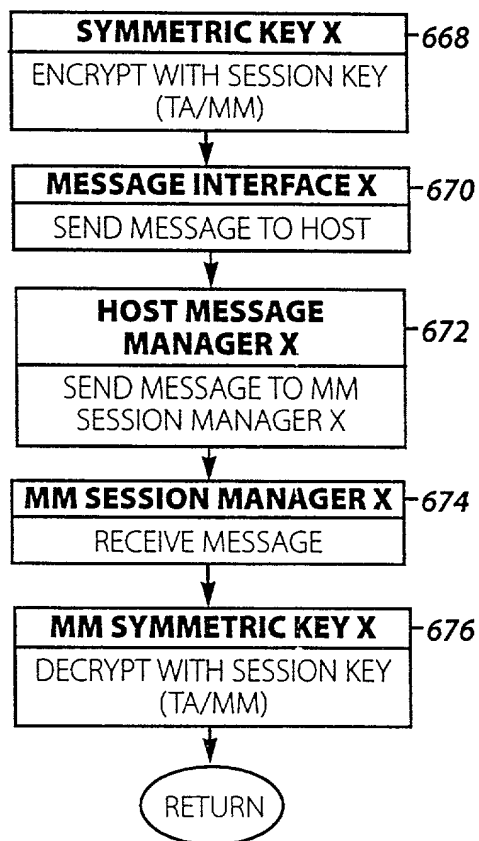 SYMMETRIC KEY X 668
ENCRYPT WITH SESSION KEY
(TA/MM)
MESSAGE INTERFACE X 670
SEND MESSAGE TO HOST
HOST MESSAGE
MANAGER X 672
SEND MESSAGE TO MM
SESSION MANAGER X
MM SESSION MANAGER X 674
RECEIVE MESSAGE
MM SYMMETRIC KEY X 676
DECRYPT WITH SESSION KEY
(TA/MM)
RETURN